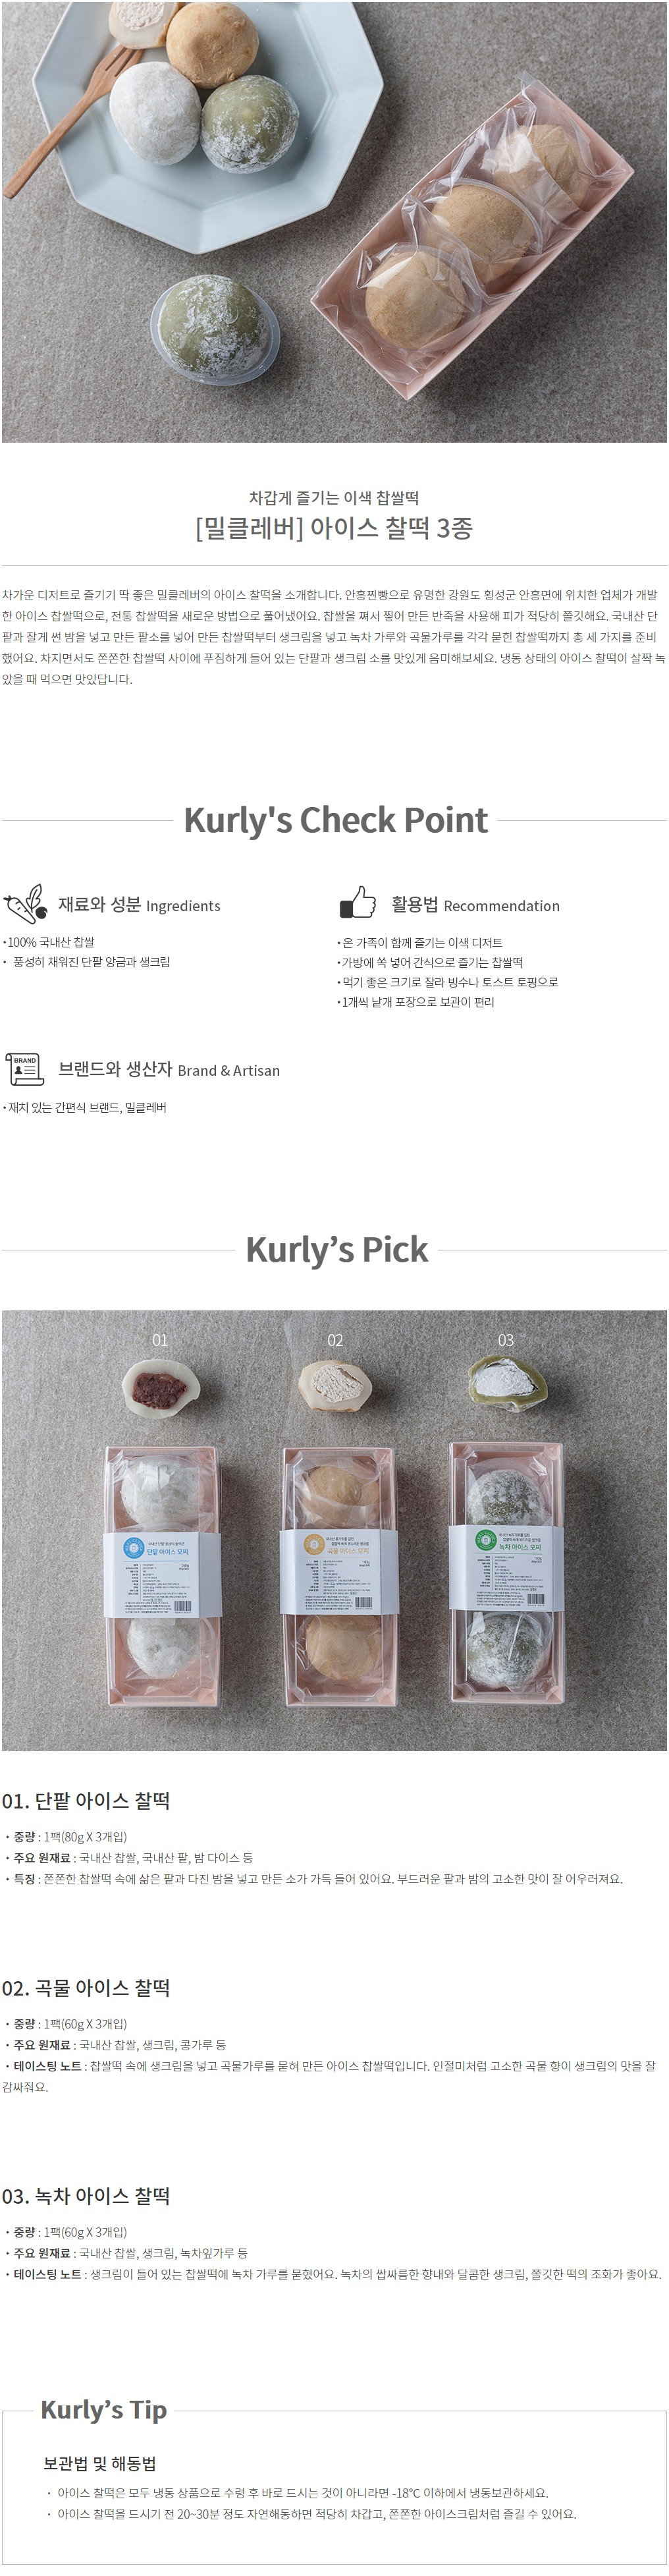 차갑게 즐기는 이색 찹쌀떡
[밀클레버] 아이스 찰떡 3종
차가운 디저트로 즐기기 딱 좋은 밀클레버의 아이스 찰떡을 소개합니다. 안흥찐빵으로 유명한 강원도 횡성군 안흥면에 위치한 업체가 개발
한 아이스 찹쌀떡으로, 전통 찹쌀떡을 새로운 방법으로 풀어냈어요. 찹쌀을 쪄서 찧어 만든 반죽을 사용해 피가 적당히 쫄깃해요. 국내산 단
팥과 잘게 썬 밤을 넣고 만든 팥소를 넣어 만든 찹쌀떡부터 생크림을 넣고 녹차 가루와 곡물가루를 각각 묻힌 찹쌀떡까지 총 세 가지를 준비
했어요. 차지면서도 쫀쫀한 찹쌀떡 사이에 푸짐하게 들어 있는 단팥과 생크림 소를 맛있게 음미해보세요. 냉동 상태의 아이스 찰떡이 살짝 녹
았을 때 먹으면 맛있답니다.
Kurly's Check Point
재료와 성분 Ingredients
•100% 국내산 찹쌀
• 풍성히 채워진 단팥 앙금과 생크림
활용법 Recommendation
•온 가족이 함께 즐기는 이색 디저트
•가방에 쏙 넣어 간식으로 즐기는 찹쌀떡
•먹기 좋은 크기로 잘라 빙수나 토스트 토핑으로
•1개씩 낱개 포장으로 보관이 편리
BRAND
브랜드와 생산자 Brand & Artisan
•재치 있는 간편식 브랜드, 밀클레버
Kurly’s Pick
01
02
03
단팥 아이스 모찌
곡물 아이스 모찌
녹차 아이스 모찌
01. 단팥 아이스 찰떡
• 중량 : 1팩(80g X 3개입)
• 주요 원재료 : 국내산 찹쌀, 국내산 팥, 밤 다이스 등
• 특징 : 쫀쫀한 찹쌀떡 속에 삶은 팥과 다진 밤을 넣고 만든 소가 가득 들어 있어요. 부드러운 팥과 밤의 고소한 맛이 잘 어우러져요.
02. 곡물 아이스 찰떡
• 중량 : 1팩(60g X 3개입)
• 주요 원재료 : 국내산 찹쌀, 생크림, 콩가루 등
• 테이스팅 노트 : 찹쌀떡 속에 생크림을 넣고 곡물가루를 묻혀 만든 아이스 찹쌀떡입니다. 인절미처럼 고소한 곡물 향이 생크림의 맛을 잘
감싸줘요.
03. 녹차 아이스 찰떡
• 중량 : 1팩(60g X 3개입)
• 주요 원재료 : 국내산 찹쌀, 생크림, 녹차잎가루 등
• 테이스팅 노트 : 생크림이 들어 있는 찹쌀떡에 녹차 가루를 묻혔어요. 녹차의 쌉싸름한 향내와 달콤한 생크림, 쫄깃한 떡의 조화가 좋아요.
Kurly’s Tip
보관법 및 해동법
• 아이스 찰떡은 모두 냉동 상품으로 수령 후 바로 드시는 것이 아니라면 -18℃ 이하에서 냉동보관하세요.
• 아이스 찰떡을 드시기 전 20~30분 정도 자연해동하면 적당히 차갑고, 쫀쫀한 아이스크림처럼 즐길 수 있어요.